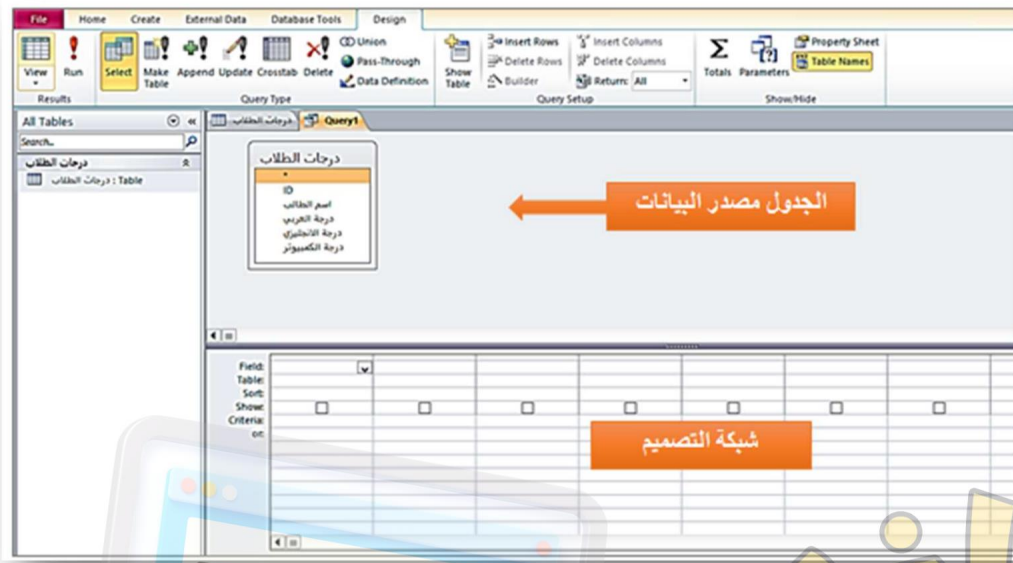 File Home Create External Data Database Tools Design
View Run Select Make Table Append Update Crosstab Delete Union Pass-Through Data Definition Show Table Insert Rows Delete Rows Builder Insert Columns Delete Columns Return: All Totals Parameters Property Sheet Table Names
Results Query Type Query Setup Show/Hide
All Tables
درجات الطلاب Query1
Search..
درجات الطلاب
درجات الطلاب : Table
درجات الطلاب
*
ID
اسم الطالب
درجة العربي
درجة الانجليزي
درجة الكمبيوتر
الجدول مصدر البيانات
Field:
Table:
Sort:
Show:
Criteria:
or:
شبكة التصميم